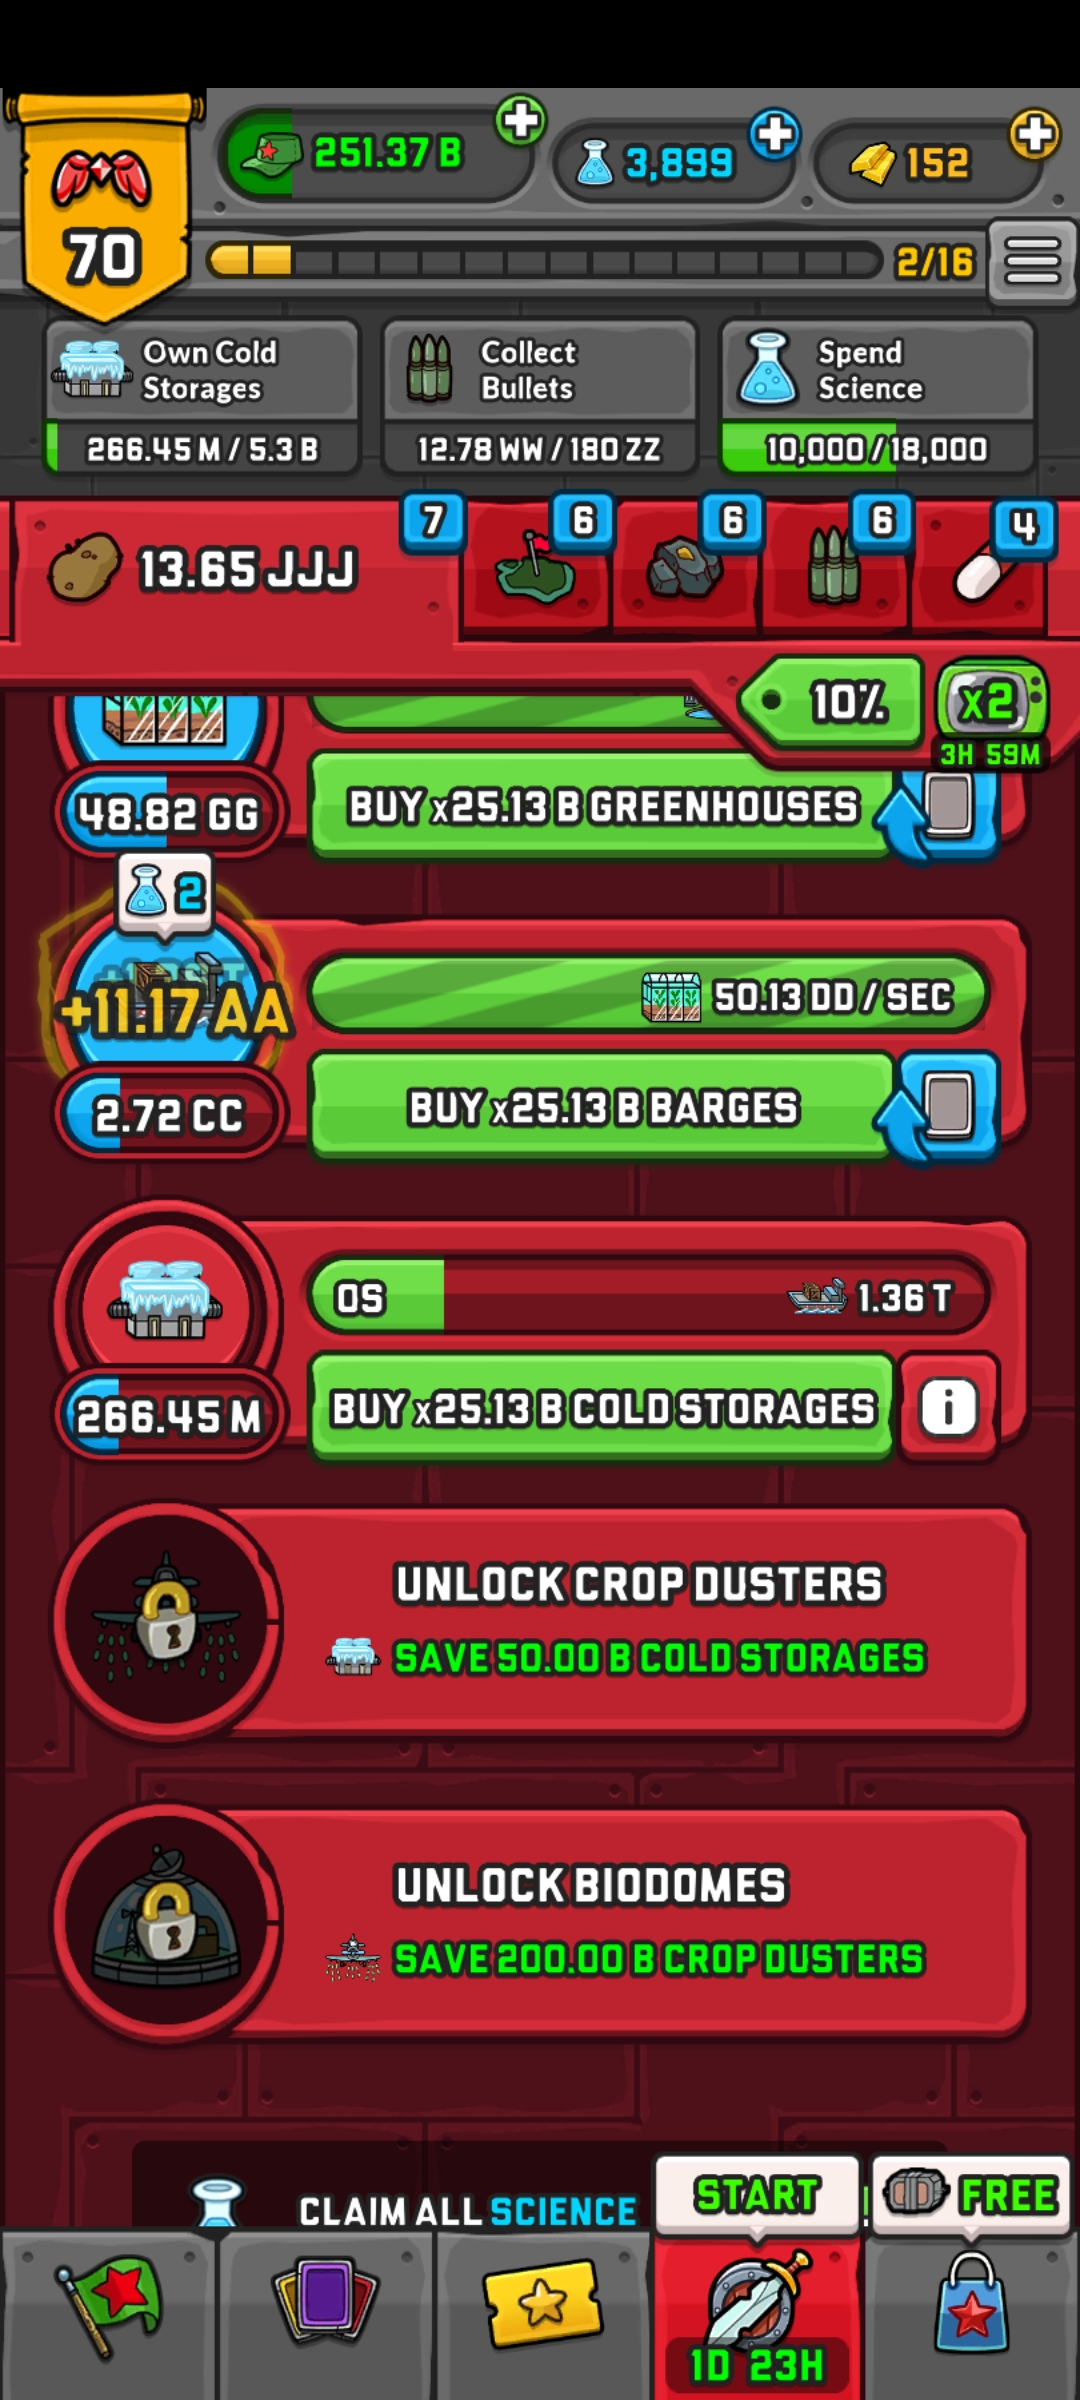 251.37 B
3,899
152
70
2/16
Own Cold
Storages
Collect
Bullets
Spend
Science
266.45 M / 5.3 B
12.78 WW / 180 ZZ
10,000 / 18,000
13.65 JJJ
7
6
6
6
4
10%
x2
3H 59M
48.82 GG
BUY x25.13 B GREENHOUSES
2
+11.17 AA
50.13 DD / SEC
2.72 CC
BUY x25.13 B BARGES
0S
1.36 T
266.45 M
BUY x25.13 B COLD STORAGES
i
UNLOCK CROP DUSTERS
SAVE 50.00 B COLD STORAGES
UNLOCK BIODOMES
SAVE 200.00 B CROP DUSTERS
CLAIM ALL SCIENCE
START
FREE
1D 23H